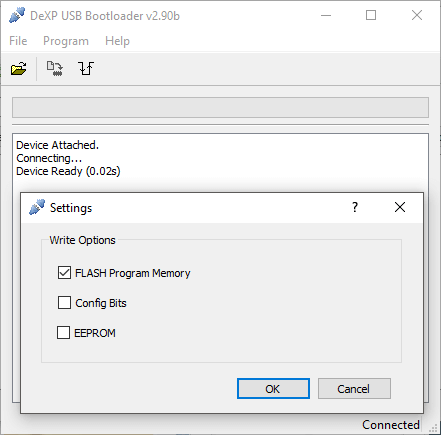 DeXP USB Bootloader v2.90b
File Program Help
Device Attached.
Connecting...
Device Ready (0.02s)
Settings
?
Write Options
FLASH Program Memory
Config Bits
EEPROM
OK Cancel
Connected